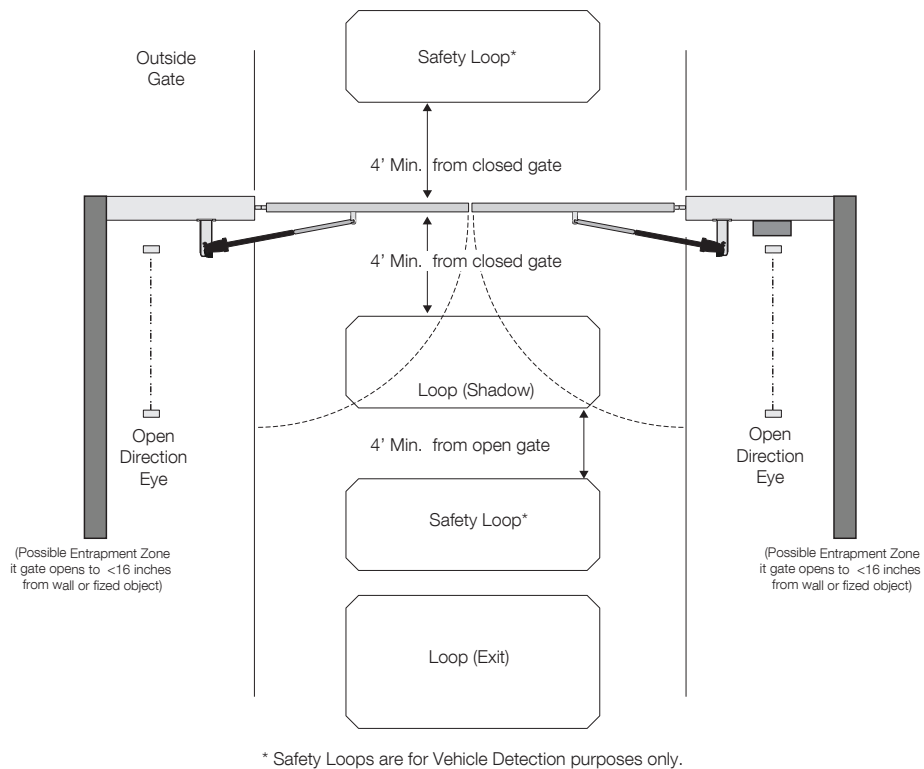 Safety Loop*
Outside
Gate
4’ Min. from closed gate
4’ Min. from closed gate
Loop (Shadow)
4’ Min. from open gate
Open
Direction
Eye
Open
Direction
Eye
Safety Loop*
(Possible Entrapment Zone
it gate opens to <16 inches
from wall or fized object)
(Possible Entrapment Zone
it gate opens to <16 inches
from wall or fized object)
Loop (Exit)
* Safety Loops are for Vehicle Detection purposes only.